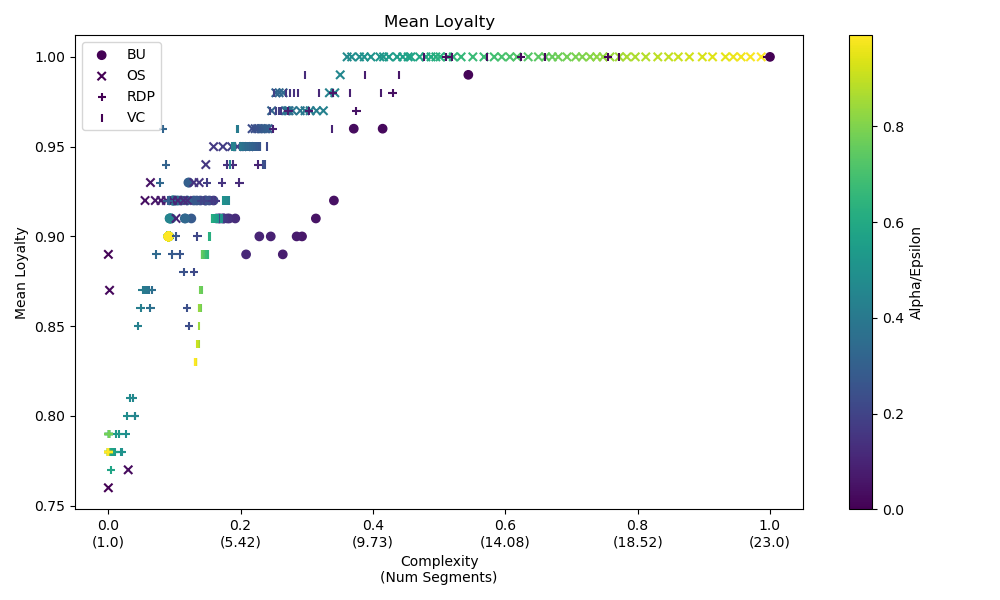 Mean Loyalty
BU
OS
RDP
VC
Mean Loyalty
1.00
0.95
0.90
0.85
0.80
0.75
0.0 0.2 0.4 0.6 0.8 1.0
(1.0) (5.42) (9.73) (14.08) (18.52) (23.0)
Complexity
(Num Segments)
0.8
0.6
0.4
0.2
0.0
Alpha/Epsilon